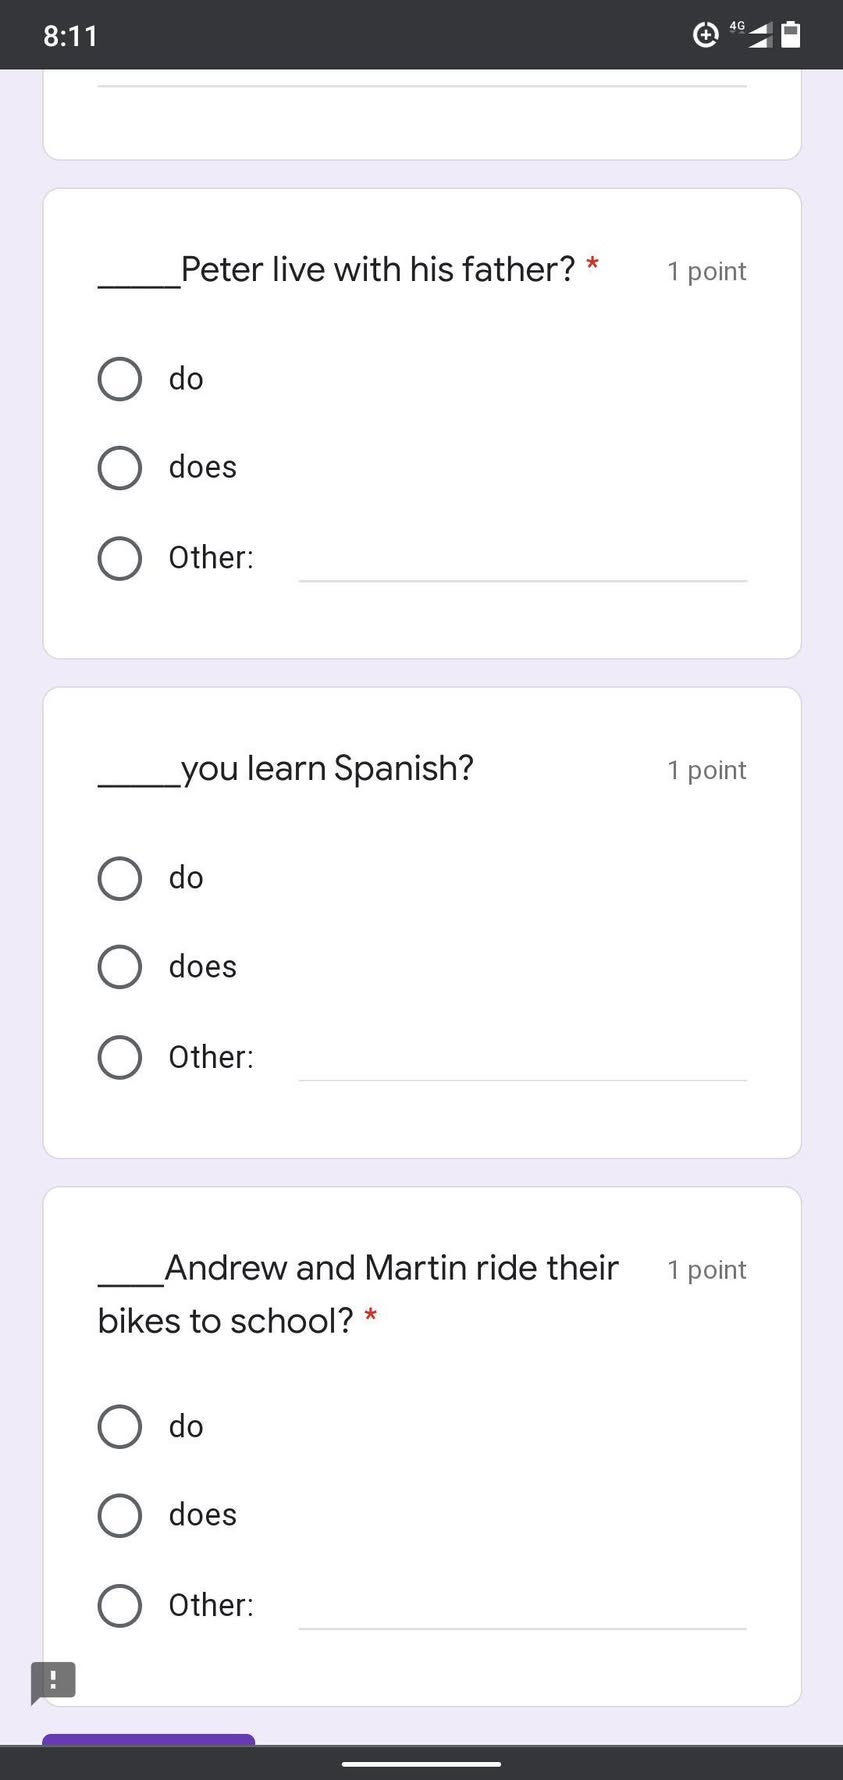 8:11
4G
_____Peter live with his father? * 1 point
do
does
Other:
_____you learn Spanish? 1 point
do
does
Other:
____Andrew and Martin ride their 1 point
bikes to school? *
do
does
Other: